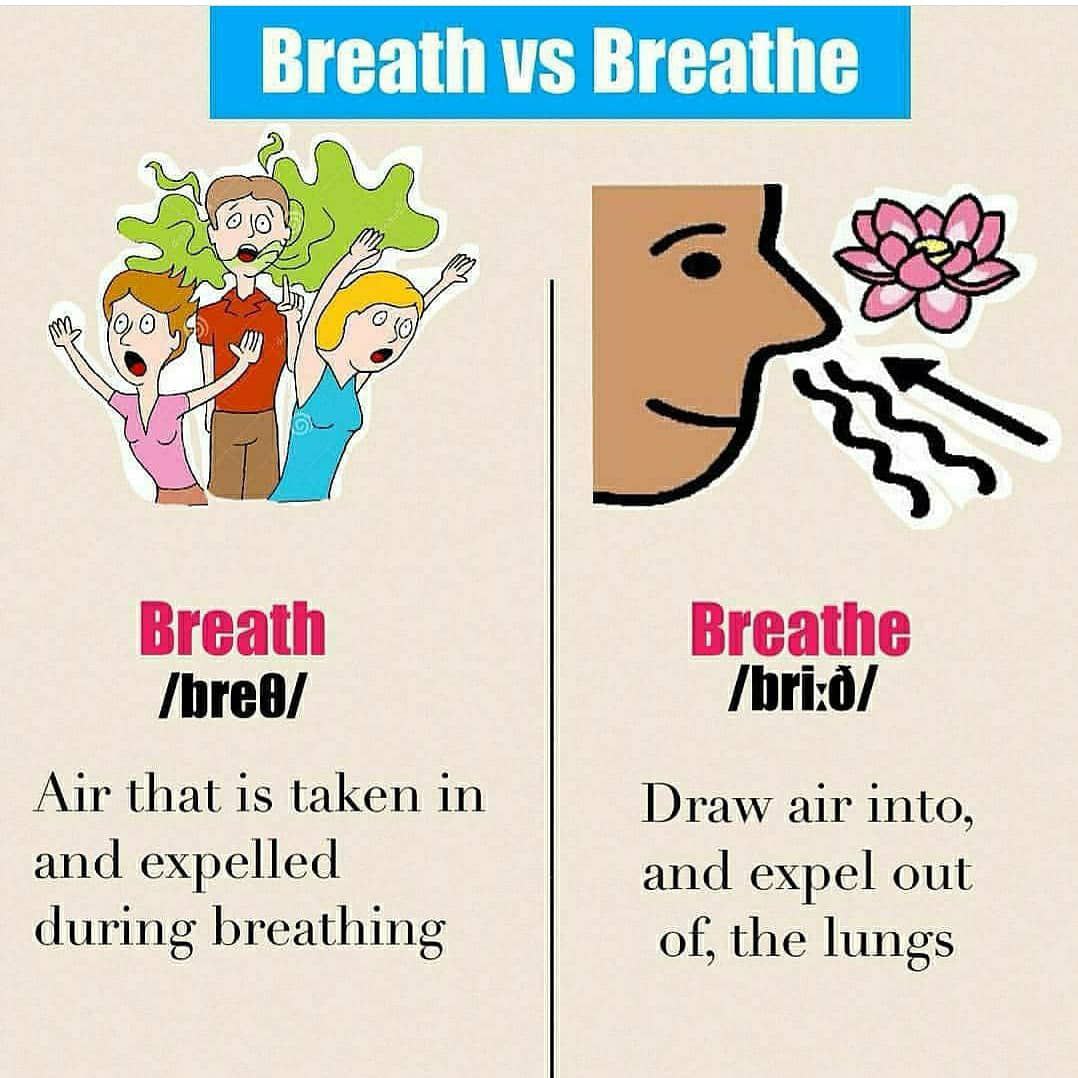 Breath vs Breathe
Breath
/breθ/
Air that is taken in
and expelled
during breathing
Breathe
/bri:ð/
Draw air into,
and expel out
of, the lungs